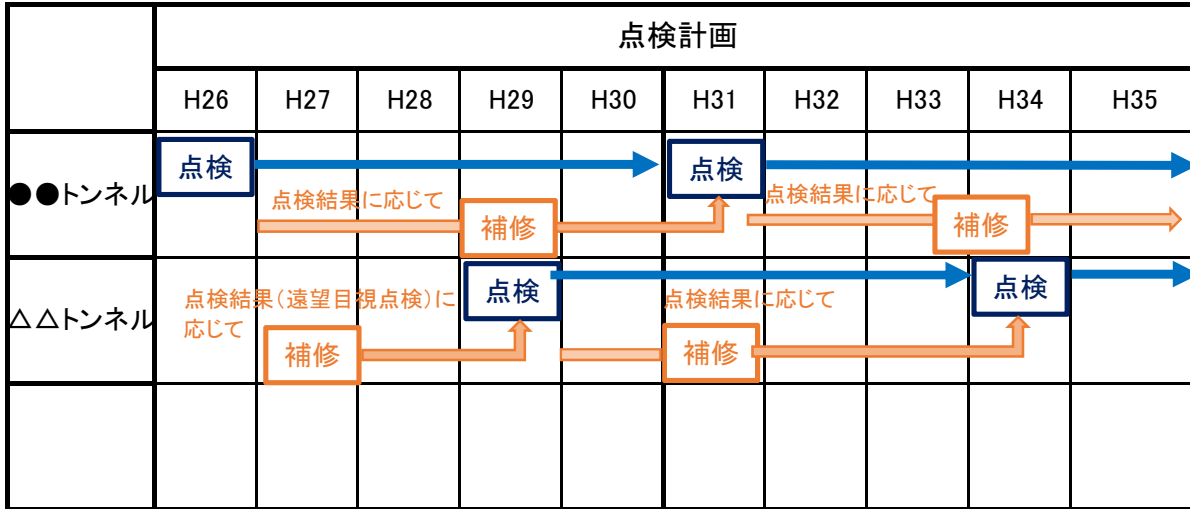 点検計画
H26 H27 H28 H29 H30 H31 H32 H33 H34 H35
●●トンネル
点検
点検
点検結果に応じて
補修
点検結果に応じて
補修
△△トンネル
点検結果(遠望目視点検)に
応じて
補修
点検
点検結果に応じて
補修
点検